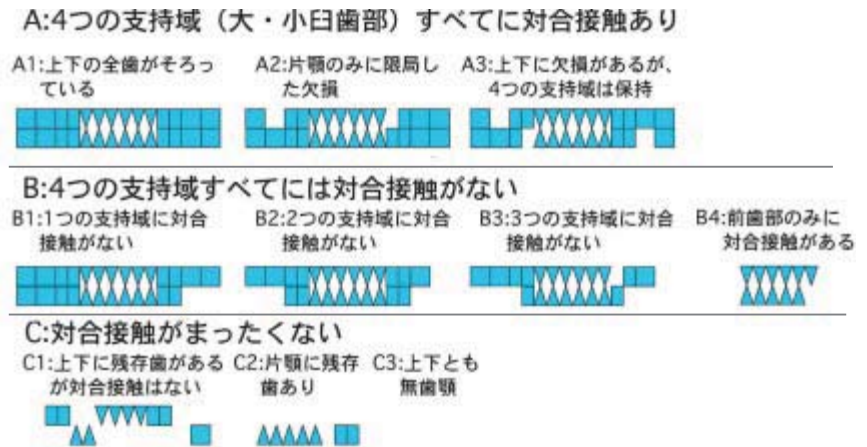 A:4つの支持域（大・小臼歯部）すべてに対合接触あり
A1:上下の全歯がそろっ
ている
A2:片顎のみに限局し
た欠損
A3:上下に欠損があるが、
4つの支持域は保持
B:4つの支持域すべてには対合接触がない
B1:1つの支持域に対合
接触がない
B2:2つの支持域に対合
接触がない
B3:3つの支持域に対合
接触がない
B4:前歯部のみに
対合接触がある
C:対合接触がまったくない
C1:上下に残存歯がある
が対合接触はない
C2:片顎に残存
歯あり
C3:上下とも
無歯顎